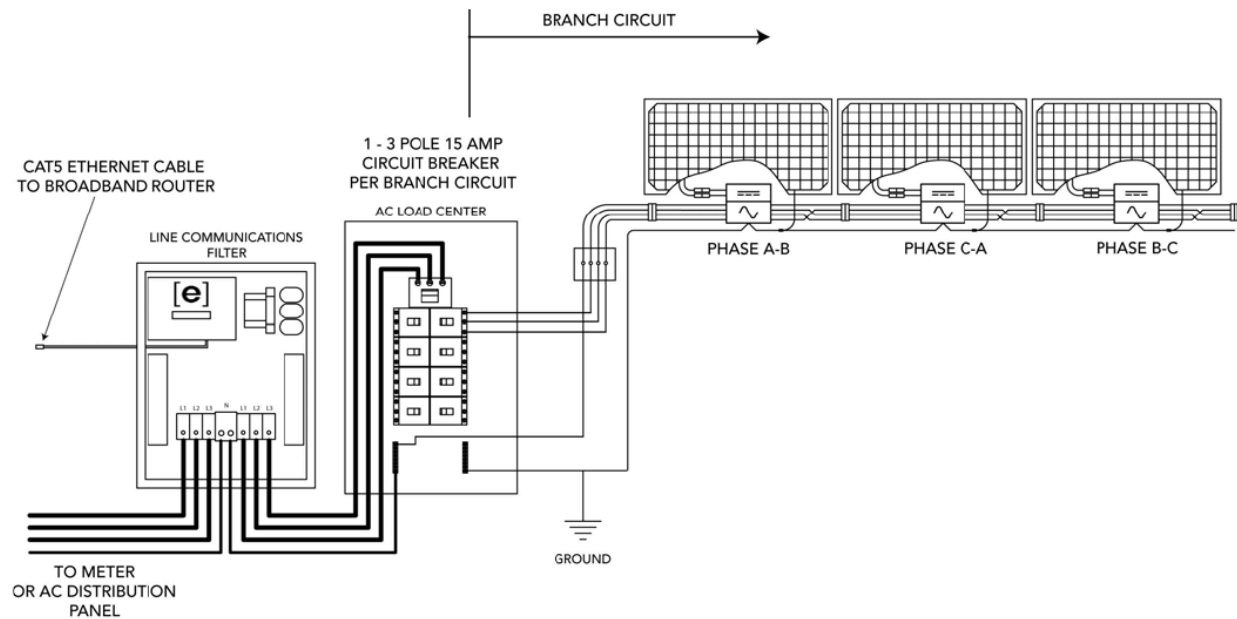 BRANCH CIRCUIT
1 - 3 POLE 15 AMP
CIRCUIT BREAKER
PER BRANCH CIRCUIT
CAT5 ETHERNET CABLE
TO BROADBAND ROUTER
AC LOAD CENTER
LINE COMMUNICATIONS
FILTER
[e]
PHASE A-B
PHASE C-A
PHASE B-C
L1 L2 L3 N L1 L2 L3
GROUND
TO METER
OR AC DISTRIBUTION
PANEL